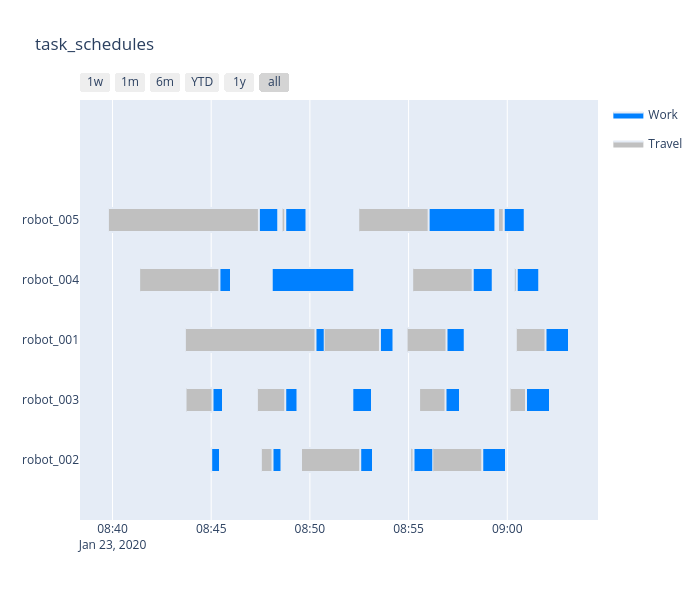 task_schedules
1w 1m 6m YTD 1y all
Work
Travel
robot_005
robot_004
robot_001
robot_003
robot_002
08:40 08:45 08:50 08:55 09:00
Jan 23, 2020